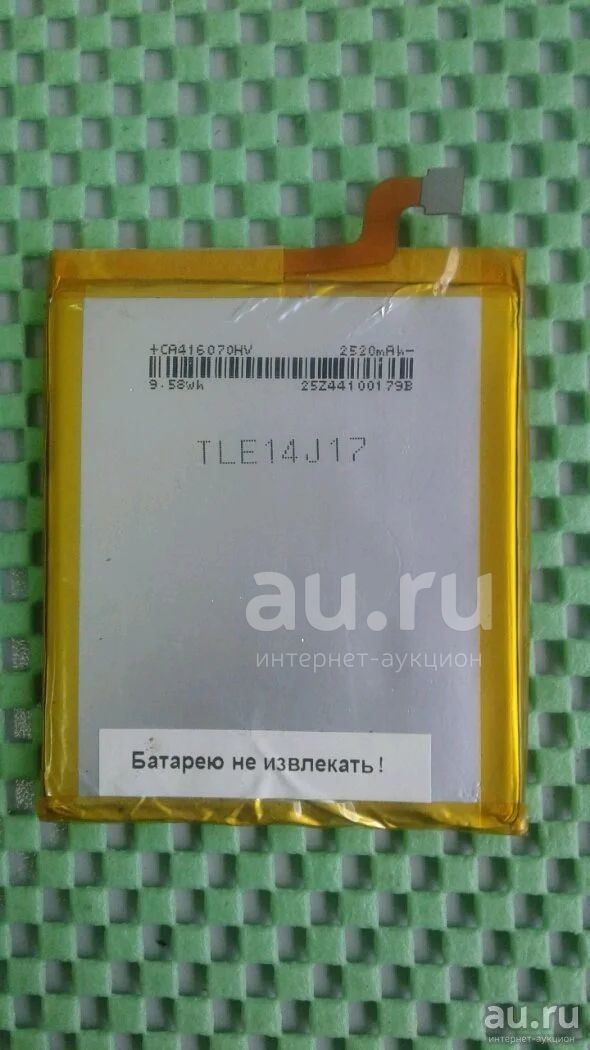 +CA416070HV 2520mAh-
9.58wh 25Z44100179B
TLE14J17
au.ru
интернет-аукцион
Батарею не извлекать!
au.ru
интернет-аукцион